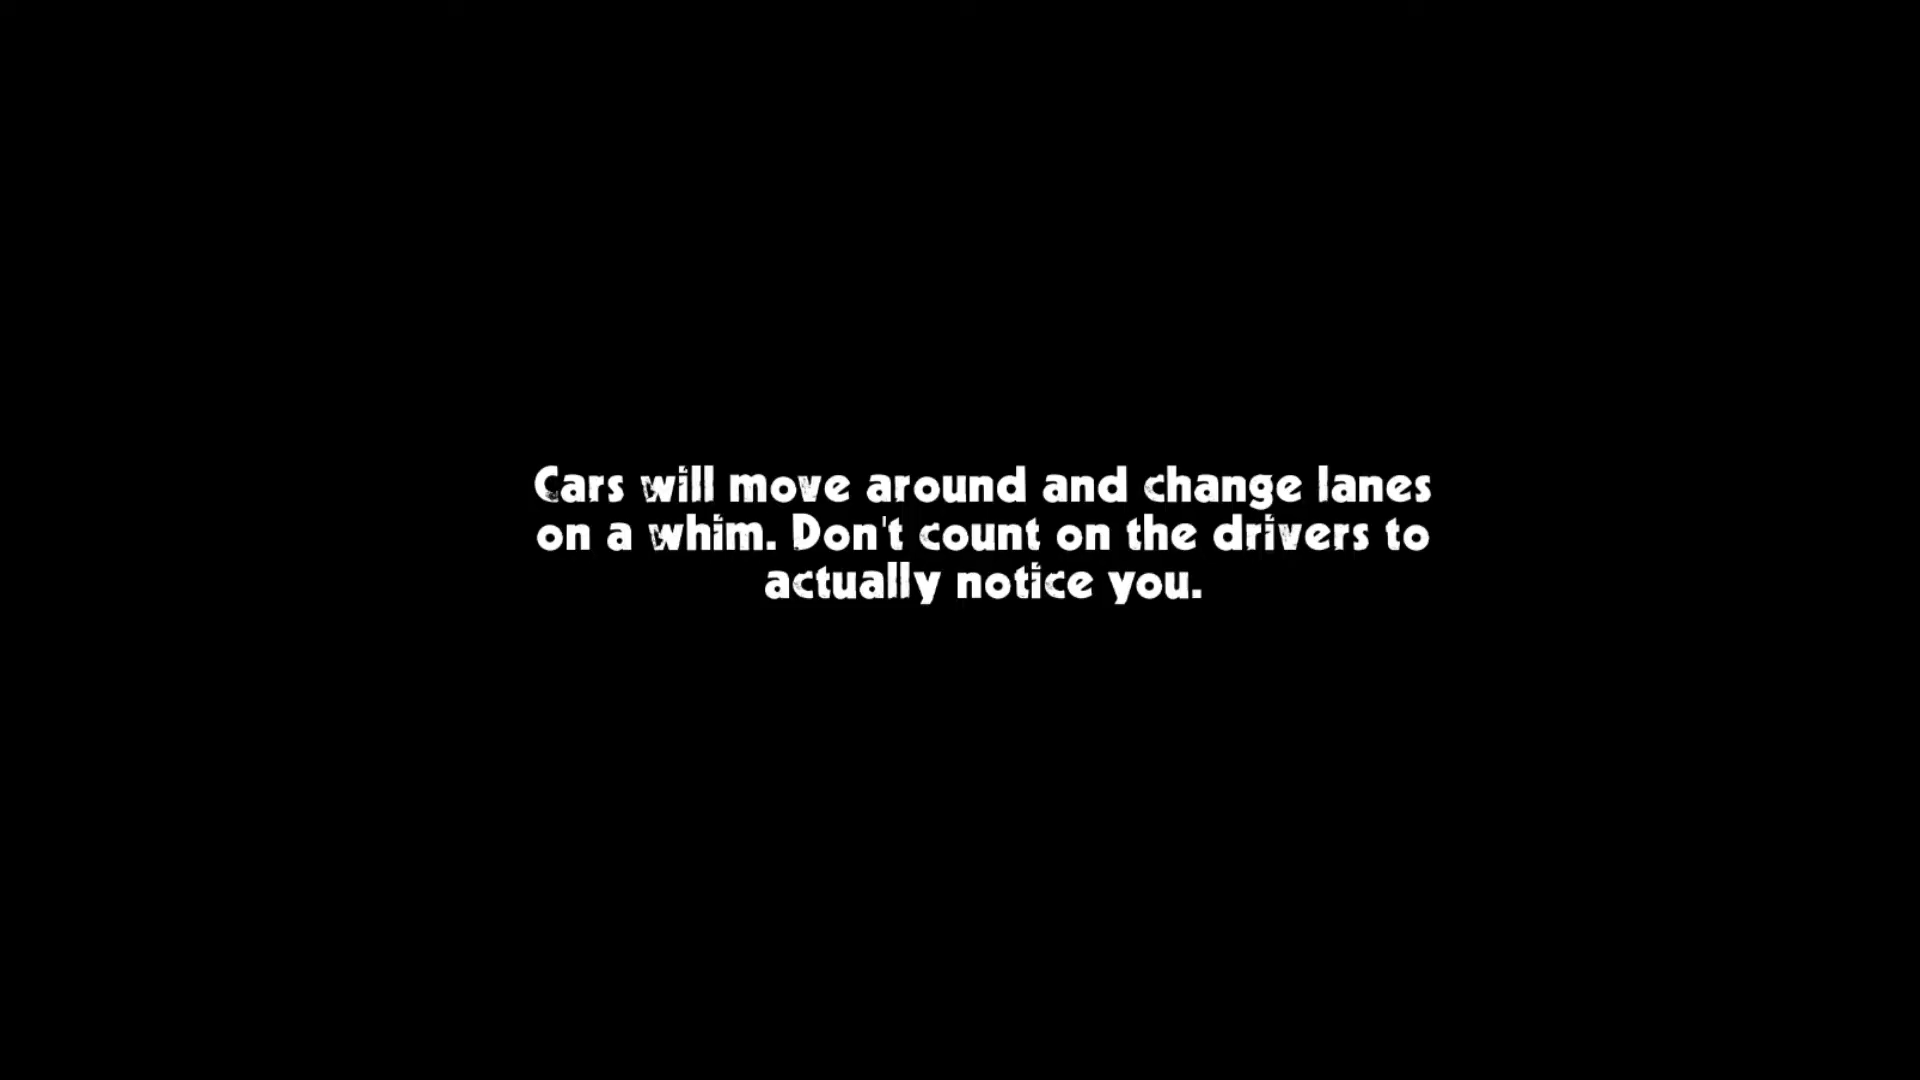 Cars will move around and change lanes
on a whim. Don't count on the drivers to
actually notice you.